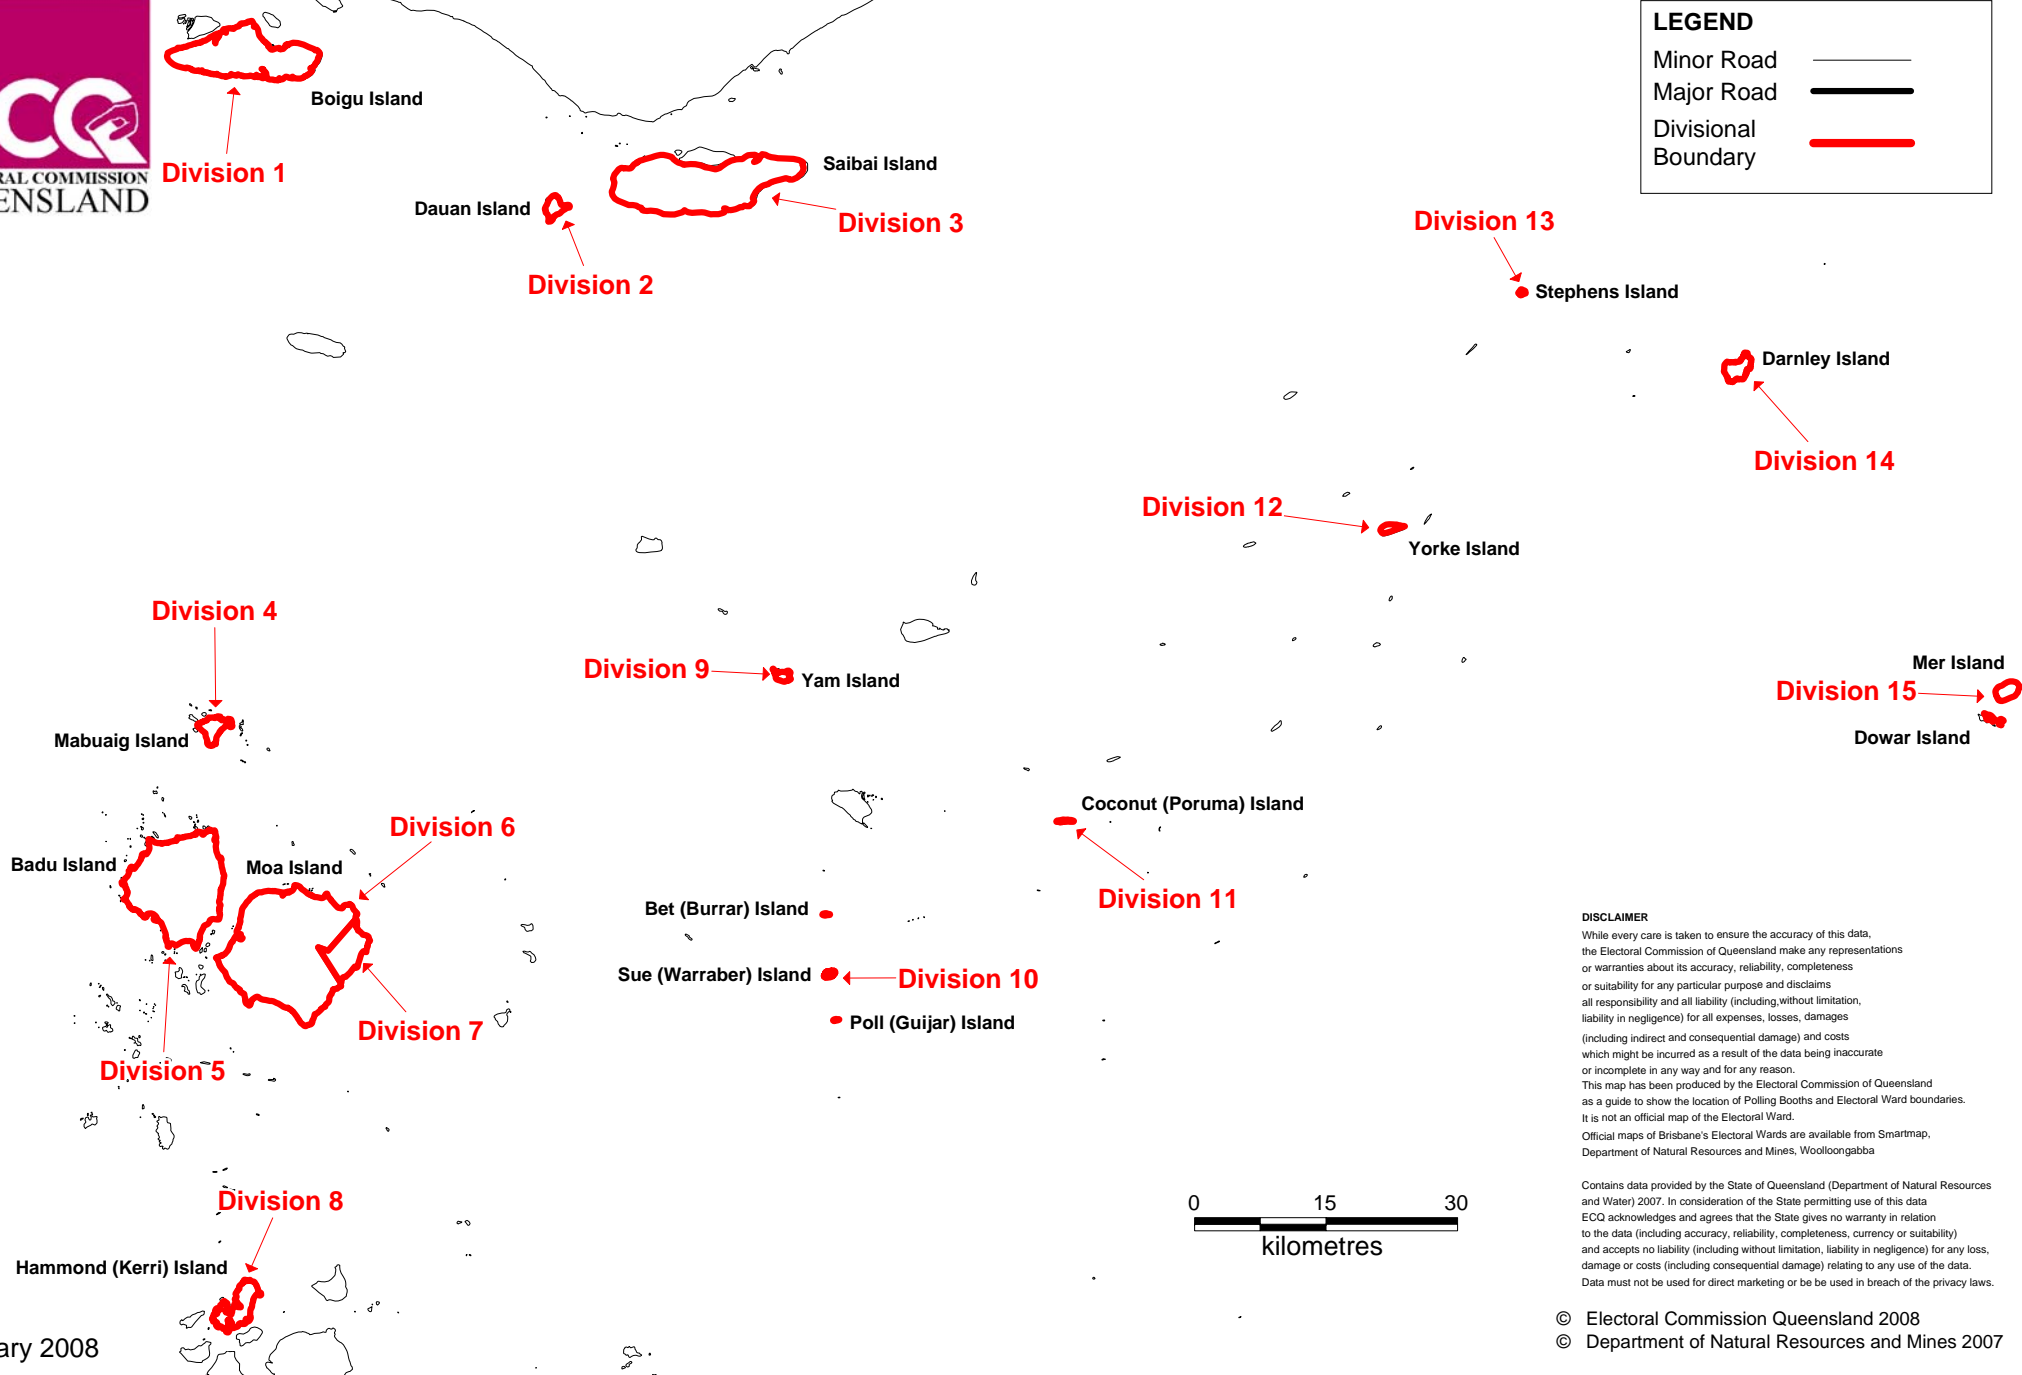 CQ
RAL COMMISSION
ENSLAND
LEGEND
Minor Road
Major Road
Divisional
Boundary
Boigu Island
Division 1
Saibai Island
Dauan Island
Division 3
Division 2
Division 13
Stephens Island
Darnley Island
Division 14
Division 12
Yorke Island
Division 4
Mabuaig Island
Division 9
Yam Island
Mer Island
Division 15
Dowar Island
Coconut (Poruma) Island
Division 11
Division 6
Badu Island
Moa Island
Bet (Burrar) Island
Sue (Warraber) Island
Division 10
Poll (Guijar) Island
Division 7
Division 5
Division 8
Hammond (Kerri) Island
0 15 30
kilometres
DISCLAIMER
While every care is taken to ensure the accuracy of this data,
the Electoral Commission of Queensland make any representations
or warranties about its accuracy, reliability, completeness
or suitability for any particular purpose and disclaims
all responsibility and all liability (including,without limitation,
liability in negligence) for all expenses, losses, damages
(including indirect and consequential damage) and costs
which might be incurred as a result of the data being inaccurate
or incomplete in any way and for any reason.
This map has been produced by the Electoral Commission of Queensland
as a guide to show the location of Polling Booths and Electoral Ward boundaries.
It is not an official map of the Electoral Ward.
Official maps of Brisbane's Electoral Wards are available from Smartmap,
Department of Natural Resources and Mines, Woolloongabba
Contains data provided by the State of Queensland (Department of Natural Resources
and Water) 2007. In consideration of the State permitting use of this data
ECQ acknowledges and agrees that the State gives no warranty in relation
to the data (including accuracy, reliability, completeness, currency or suitability)
and accepts no liability (including without limitation, liability in negligence) for any loss,
damage or costs (including consequential damage) relating to any use of the data.
Data must not be used for direct marketing or be be used in breach of the privacy laws.
© Electoral Commission Queensland 2008
© Department of Natural Resources and Mines 2007
ary 2008